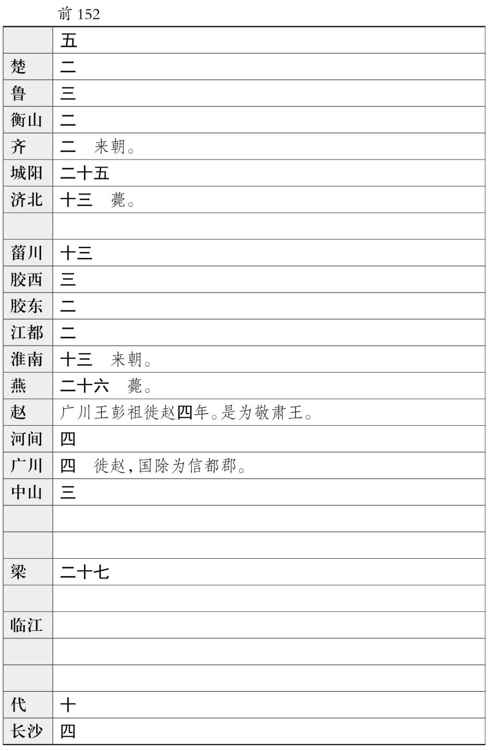 前 152
五
楚 二
鲁 三
衡山 二
齐 二 来朝。
城阳 二十五
济北 十三 薨。
菑川 十三
胶西 三
胶东 二
江都 二
淮南 十三 来朝。
燕 二十六 薨。
赵 广川王彭祖徙赵四年。是为敬肃王。
河间 四
广川 四 徙赵,国除为信都郡。
中山 三
梁 二十七
临江
代 十
长沙 四